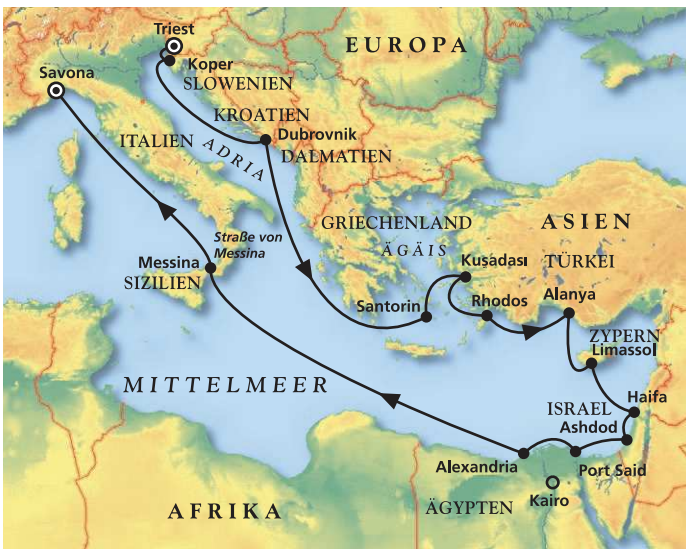 EUROPA
Triest
Koper
SLOWENIEN
Savona
KROATIEN
ITALIEN
ADRIA
Dubrovnik
DALMATIEN
GRIECHENLAND
ASIEN
Straße von
Messina
ÄGÄIS
Messina
SIZILIEN
Kuşadası
TÜRKEI
Santorin
Rhodos
Alanya
ZYPERN
Limassol
MITTELMEER
Haifa
ISRAEL
Ashdod
Alexandria
Port Said
Kairo
ÄGYPTEN
AFRIKA